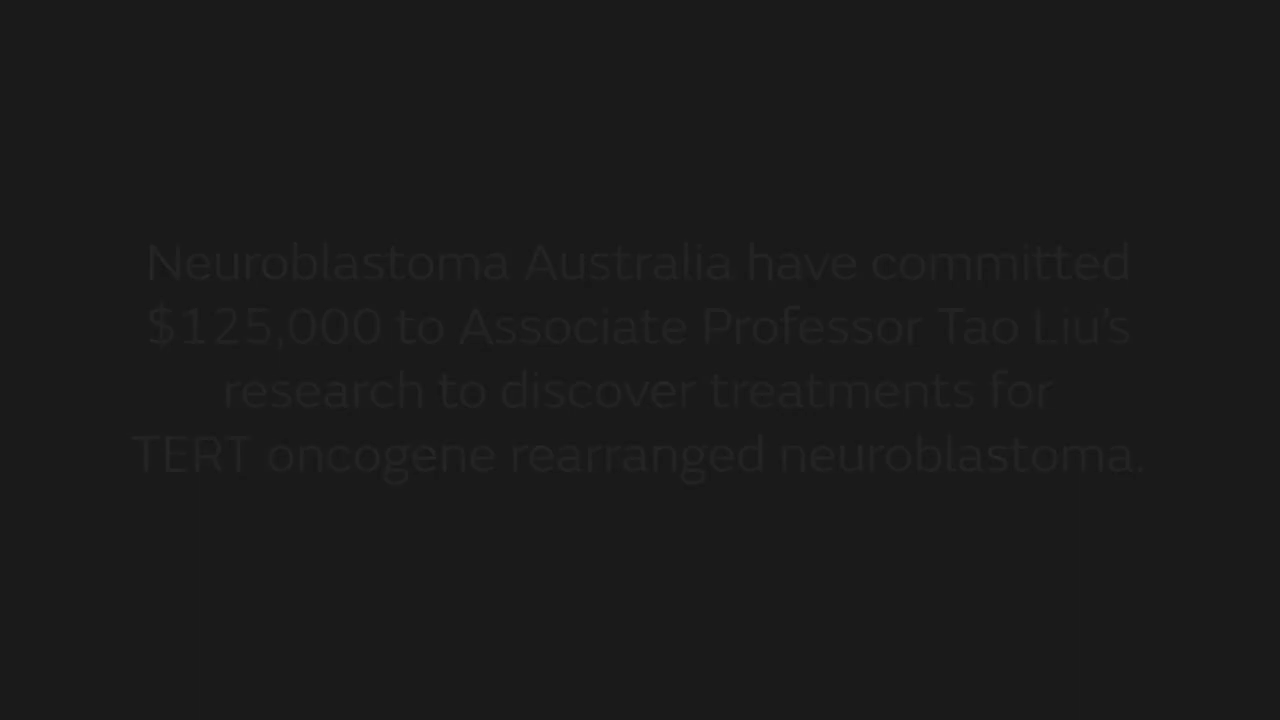 Neuroblastoma Australia have committed
$125,000 to Associate Professor Tao Liu's
research to discover treatments for
TERT oncogene rearranged neuroblastoma.